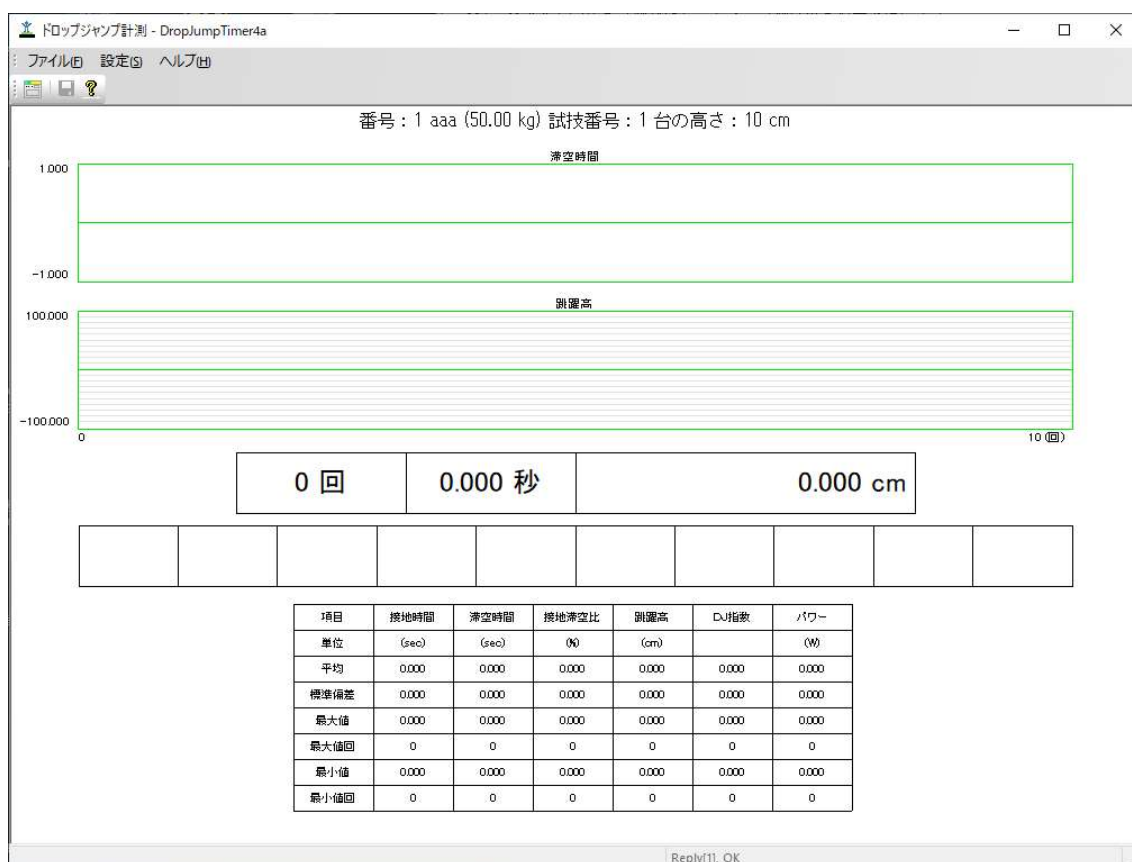 ドロップジャンプ計測 - DropJumpTimer4a
ファイル(F) 設定(S) ヘルプ(H)
番号：1 aaa (50.00 kg) 試技番号：1 台の高さ：10 cm
滞空時間
1.000
-1.000
跳躍高
100.000
-100.000
0 10 (回)
0 回 0.000 秒 0.000 cm
項目 接地時間 滞空時間 接地滞空比 跳躍高 DJ指数 パワー
単位 (sec) (sec) (%) (cm) (W)
平均 0.000 0.000 0.000 0.000 0.000 0.000
標準偏差 0.000 0.000 0.000 0.000 0.000 0.000
最大値 0.000 0.000 0.000 0.000 0.000 0.000
最大値回 0 0 0 0 0 0
最小値 0.000 0.000 0.000 0.000 0.000 0.000
最小値回 0 0 0 0 0 0
Reply[1], OK